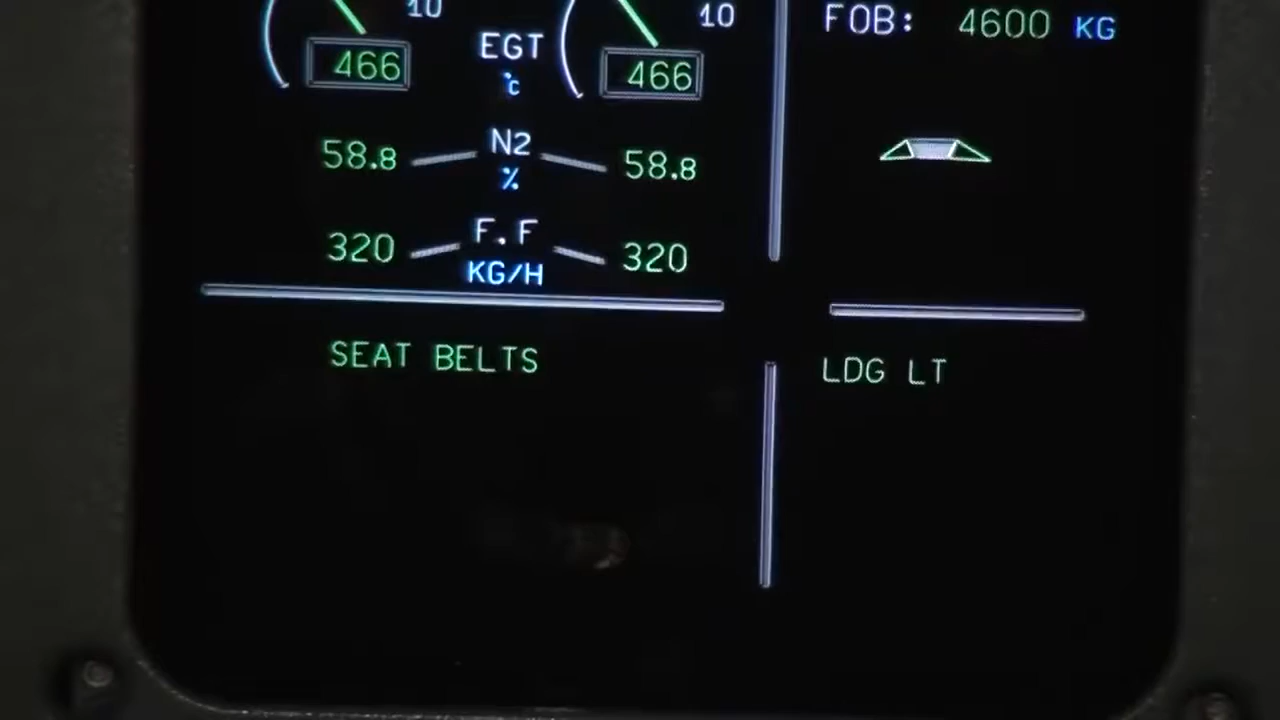 10 10 FOB: 4600 KG
466 EGT 466
°C
58.8 N2 58.8
%
320 F.F 320
KG/H
SEAT BELTS LDG LT